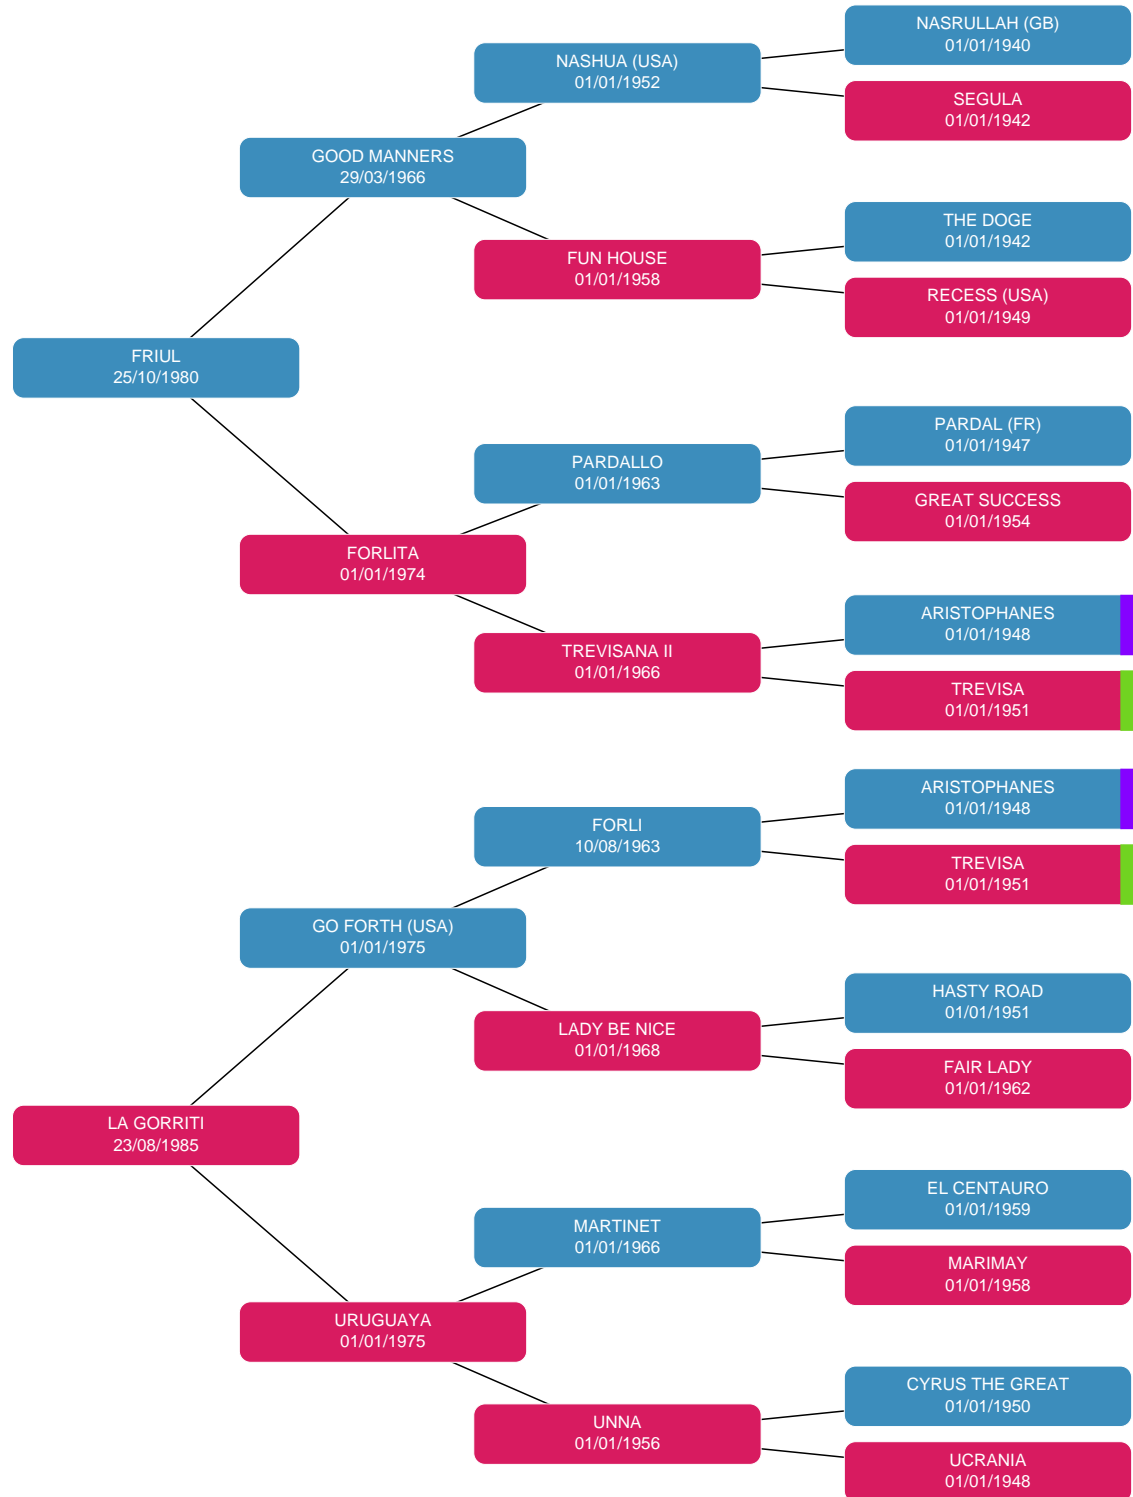 NASRULLAH (GB)
01/01/1940
NASHUA (USA)
01/01/1952
SEGULA
01/01/1942
GOOD MANNERS
29/03/1966
THE DOGE
01/01/1942
FUN HOUSE
01/01/1958
RECESS (USA)
01/01/1949
FRIUL
25/10/1980
PARDAL (FR)
01/01/1947
PARDALLO
01/01/1963
GREAT SUCCESS
01/01/1954
FORLITA
01/01/1974
ARISTOPHANES
01/01/1948
TREVISANA II
01/01/1966
TREVISA
01/01/1951
ARISTOPHANES
01/01/1948
FORLI
10/08/1963
TREVISA
01/01/1951
GO FORTH (USA)
01/01/1975
HASTY ROAD
01/01/1951
LADY BE NICE
01/01/1968
FAIR LADY
01/01/1962
LA GORRITI
23/08/1985
EL CENTAURO
01/01/1959
MARTINET
01/01/1966
MARIMAY
01/01/1958
URUGUAYA
01/01/1975
CYRUS THE GREAT
01/01/1950
UNNA
01/01/1956
UCRANIA
01/01/1948